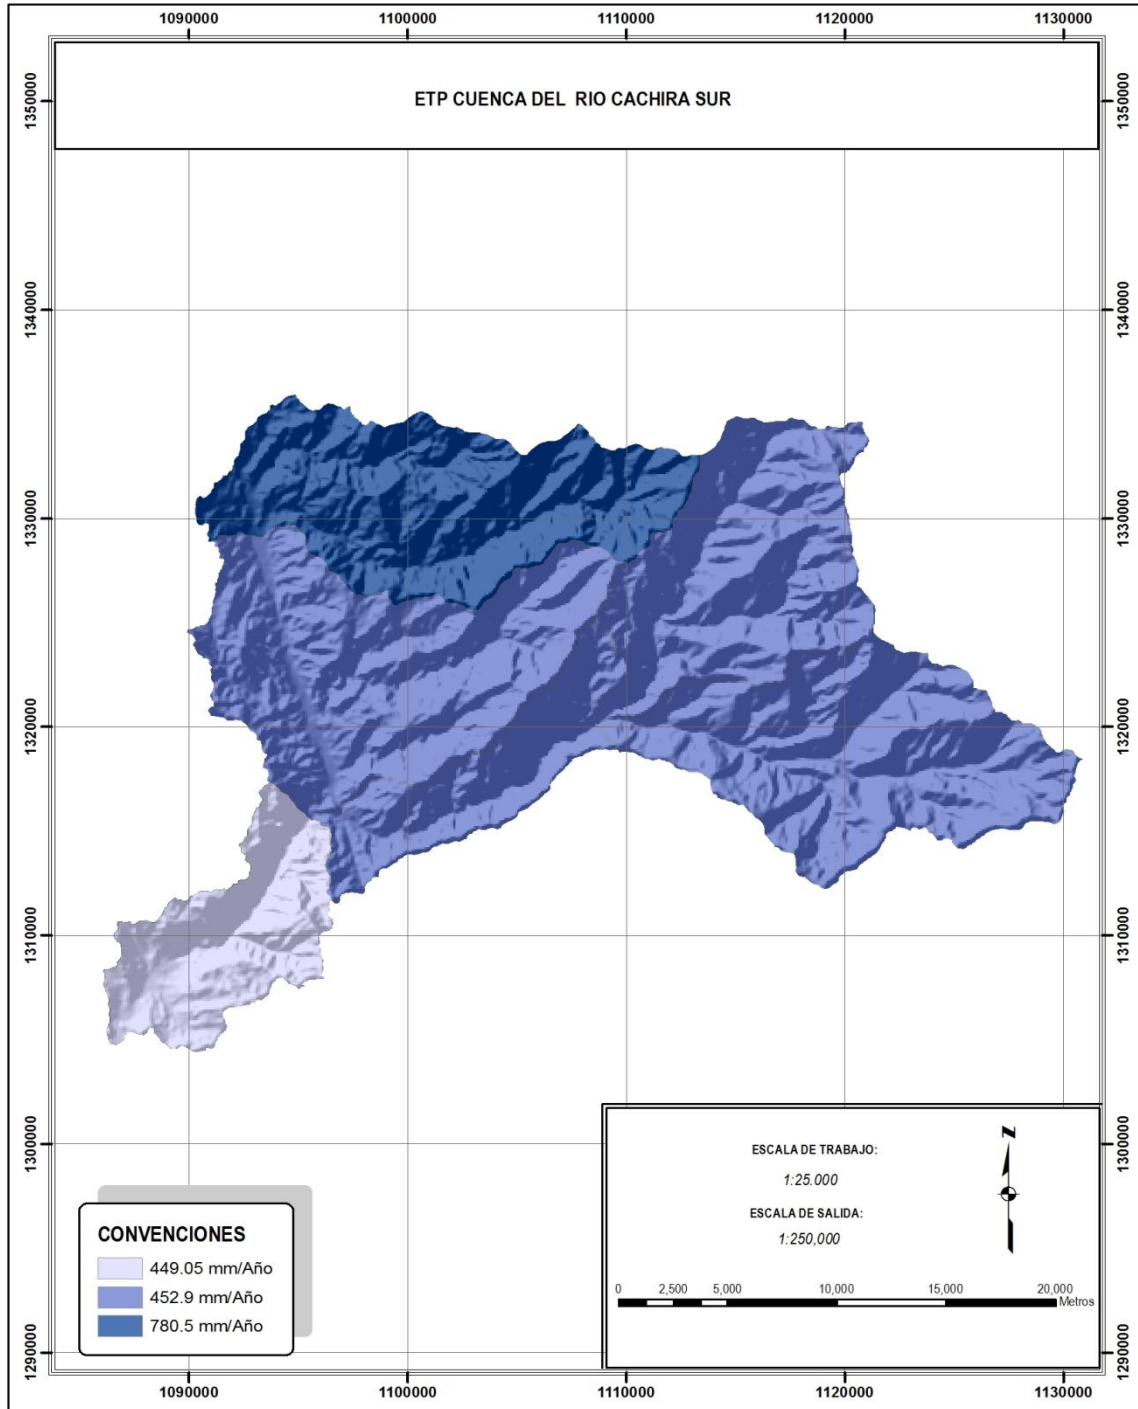 1090000 1100000 1110000 1120000 1130000
ETP CUENCA DEL RIO CACHIRA SUR
1350000 1350000
1340000 1340000
1330000 1330000
1320000 1320000
1310000 1310000
1300000 1300000
1290000 1290000
CONVENCIONES
449.05 mm/Año
452.9 mm/Año
780.5 mm/Año
N
ESCALA DE TRABAJO:
1:25.000
ESCALA DE SALIDA:
1:250,000
0 2,500 5,000 10,000 15,000 20,000
Metros
1090000 1100000 1110000 1120000 1130000